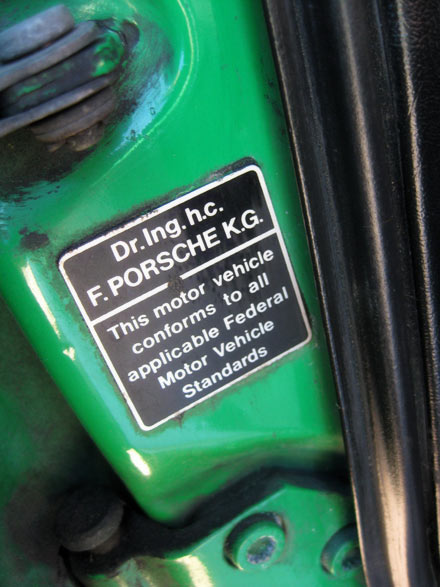 Dr.Ing.h.c.
F. PORSCHE K.G.
This motor vehicle
conforms to all
applicable Federal
Motor Vehicle
Standards